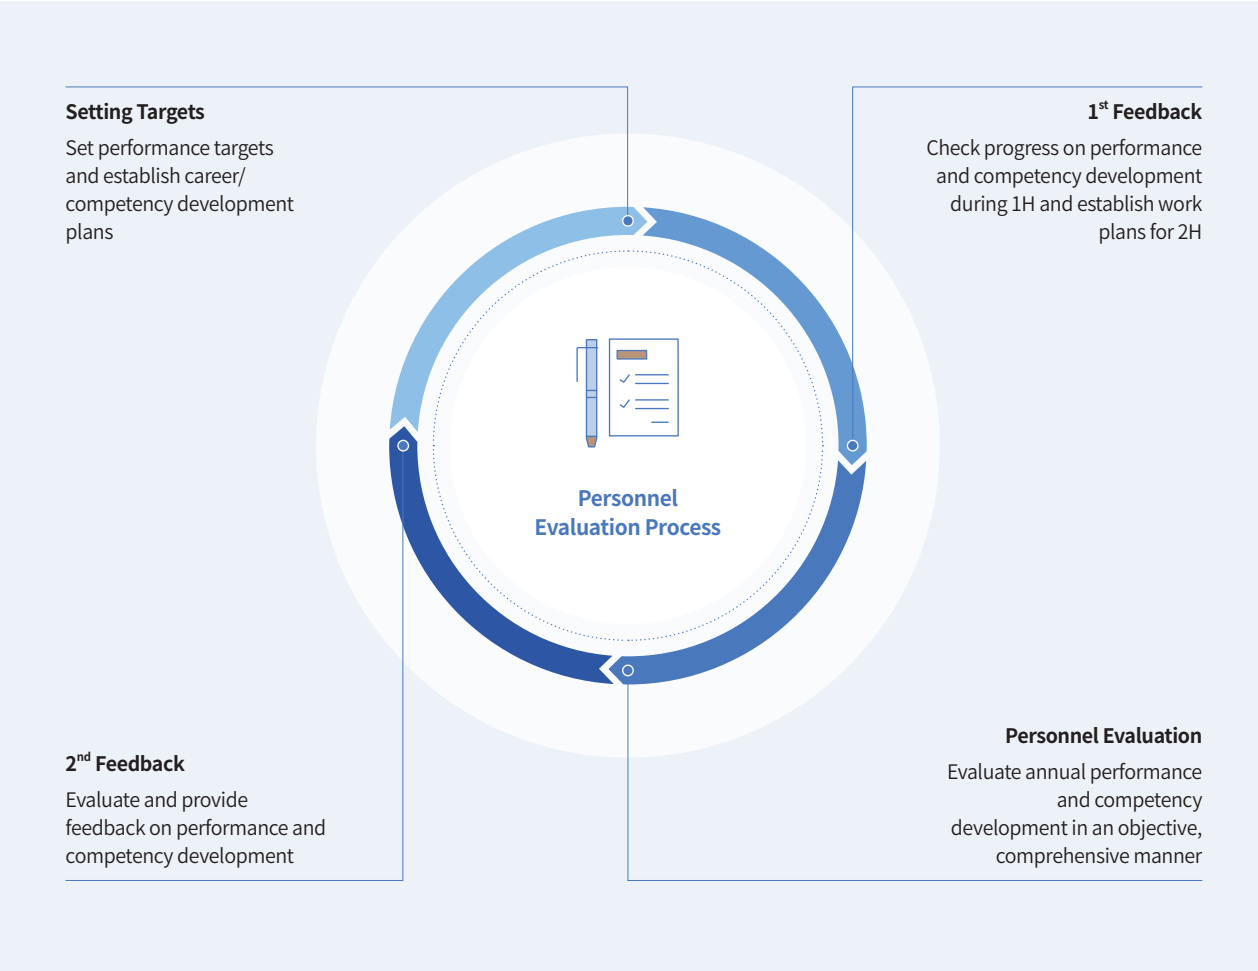 Setting Targets
Set performance targets
and establish career/
competency development
plans
1st Feedback
Check progress on performance
and competency development
during 1H and establish work
plans for 2H
Personnel
Evaluation Process
2nd Feedback
Evaluate and provide
feedback on performance and
competency development
Personnel Evaluation
Evaluate annual performance
and competency
development in an objective,
comprehensive manner